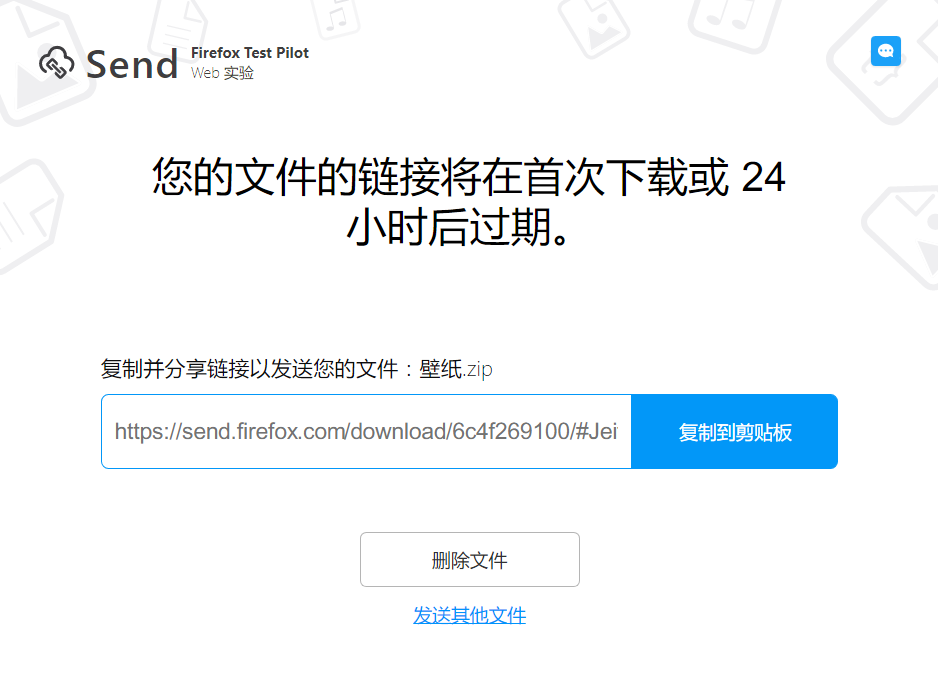 Send
Firefox Test Pilot
Web 实验
您的文件的链接将在首次下载或 24
小时后过期。
复制并分享链接以发送您的文件：壁纸.zip
https://send.firefox.com/download/6c4f269100/#Jei
复制到剪贴板
删除文件
发送其他文件